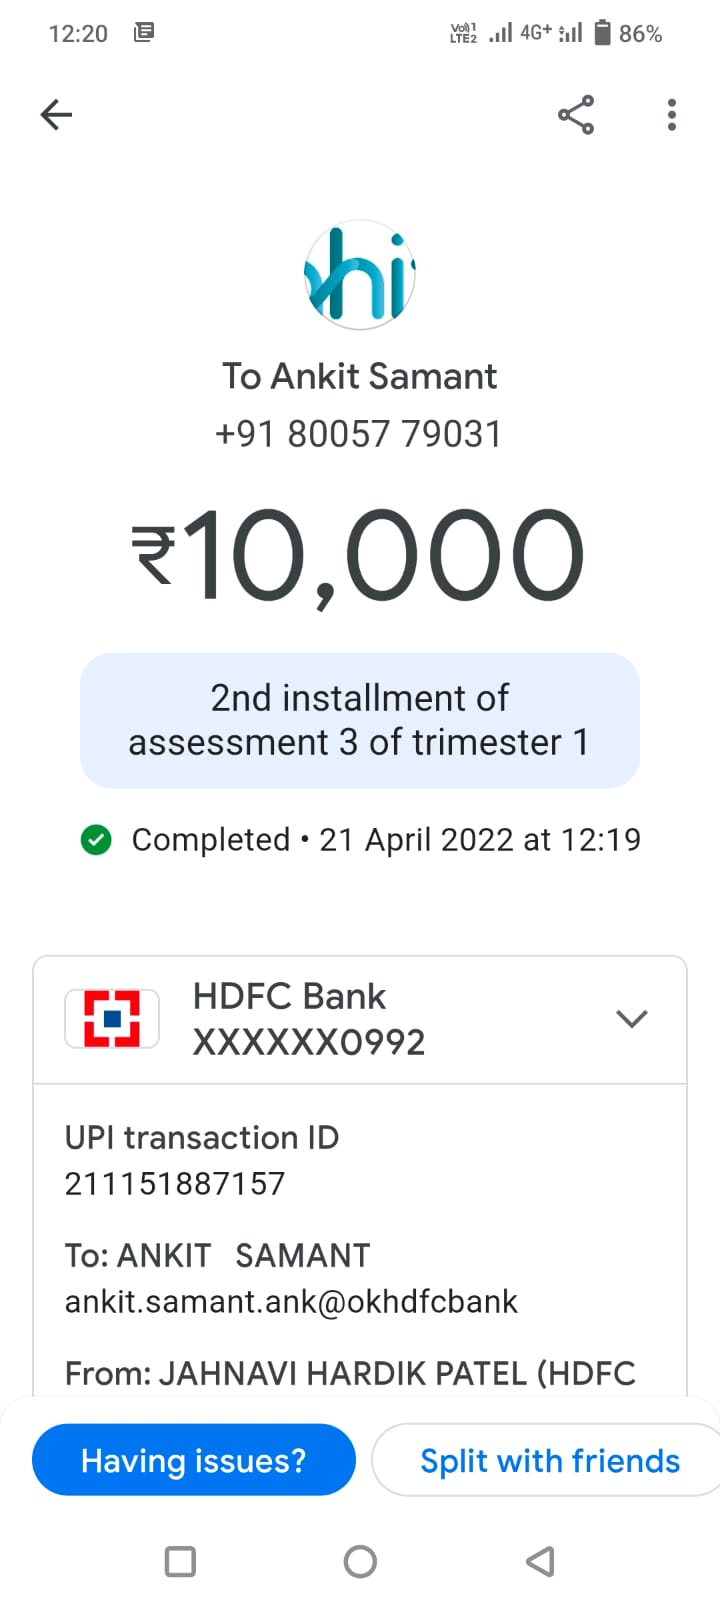 12:20
Vo))1 LTE2 4G+ 86%
hi
To Ankit Samant
+91 80057 79031
₹10,000
2nd installment of
assessment 3 of trimester 1
Completed • 21 April 2022 at 12:19
HDFC Bank
XXXXXX0992
UPI transaction ID
211151887157
To: ANKIT SAMANT
ankit.samant.ank@okhdfcbank
From: JAHNAVI HARDIK PATEL (HDFC
Having issues? Split with friends